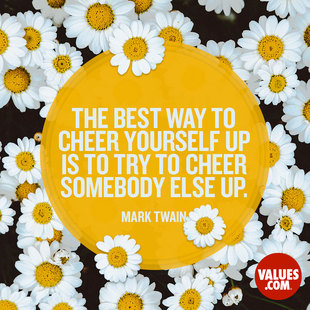 THE BEST WAY TO
CHEER YOURSELF UP
IS TO TRY TO CHEER
SOMEBODY ELSE UP.
MARK TWAIN
VALUES
.COM